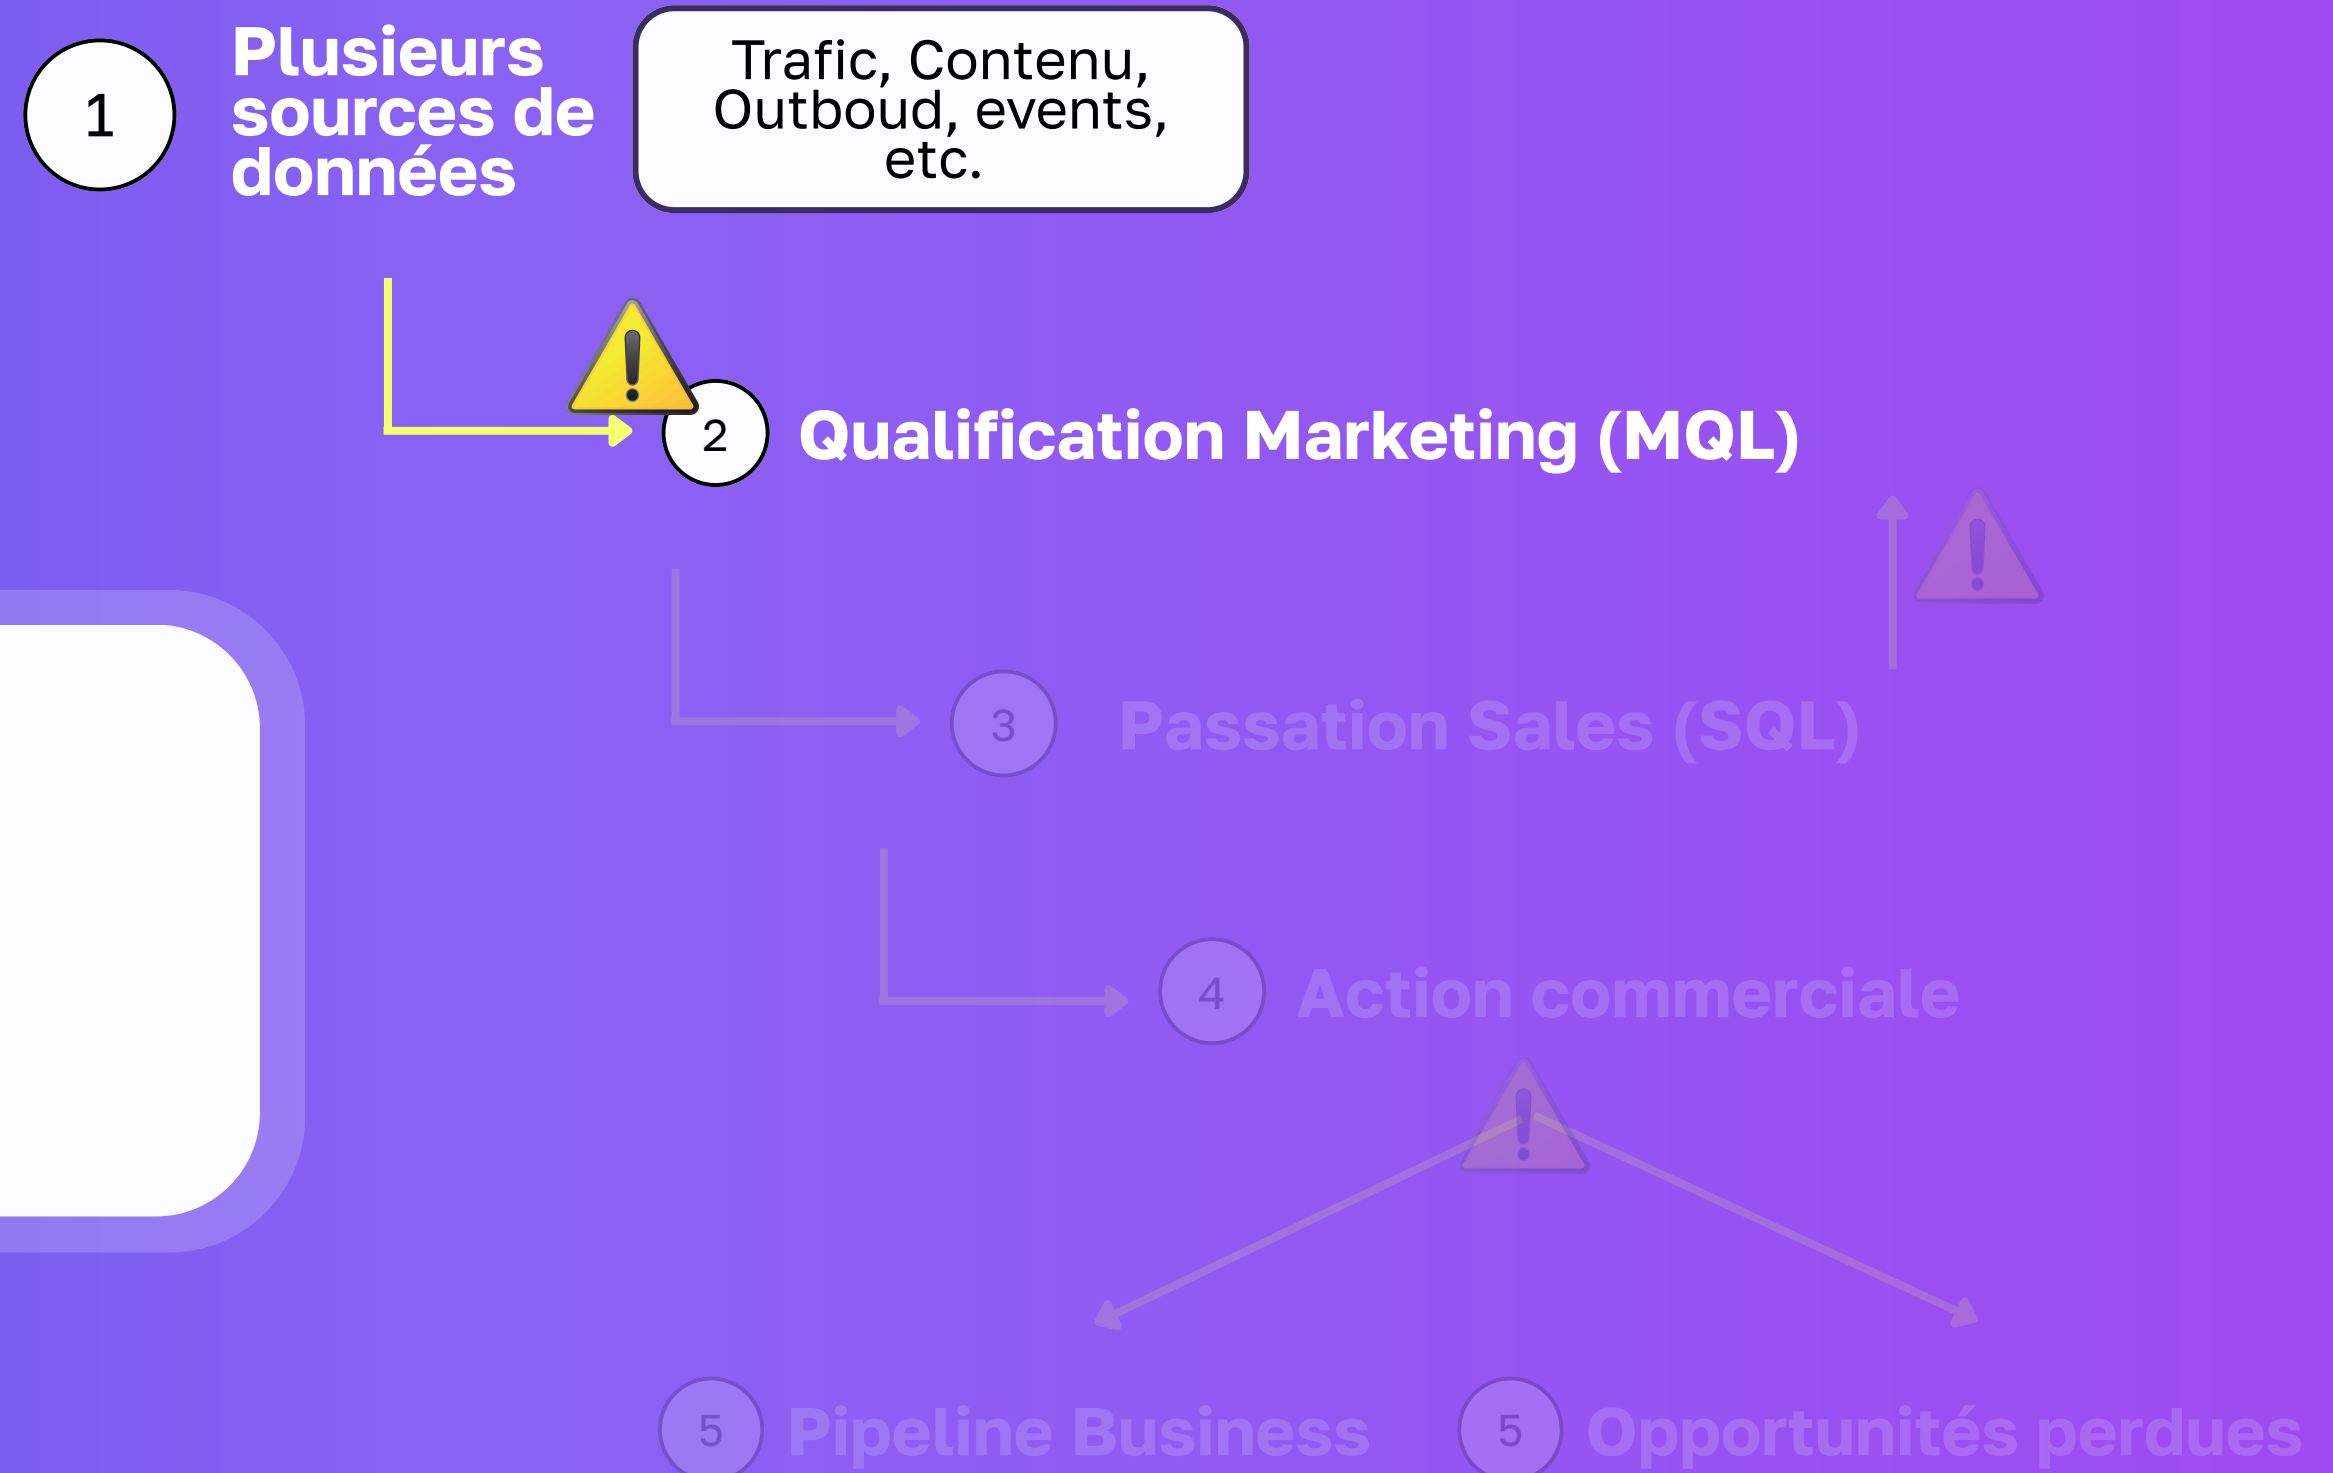 1
Plusieurs
sources de
données
Trafic, Contenu,
Outboud, events,
etc.
2
Qualification Marketing (MQL)
3
Passation Sales (SQL)
4
Action commerciale
5
Pipeline Business
5
Opportunités perdues